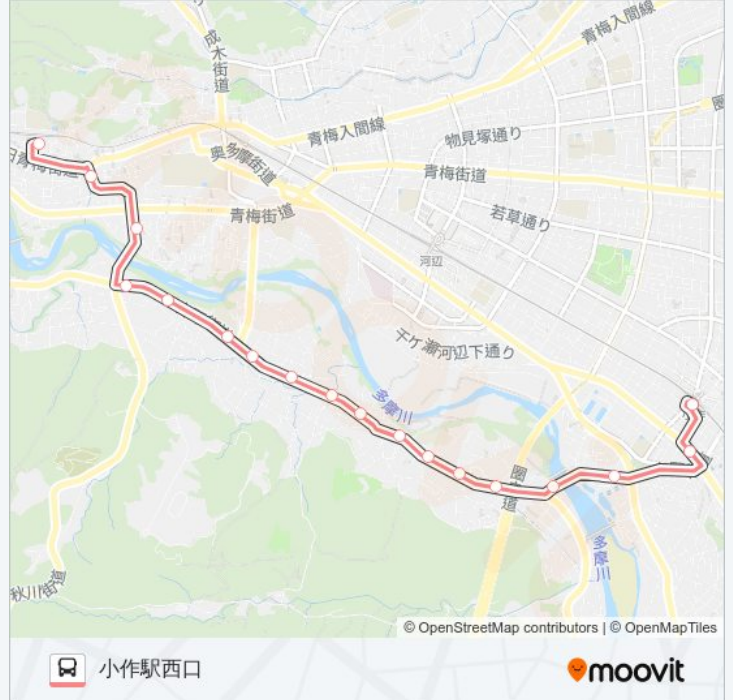 成木街道
青梅入間線
圏
青梅入間線
物見塚通り
奥多摩街道
旧青梅街道
青梅街道
若草通り
青梅街道
河辺
千ケ瀬河辺下通り
多摩川
圏
道
多摩川
秋川街道
© OpenStreetMap contributors | © OpenMapTiles
小作駅西口
moovit